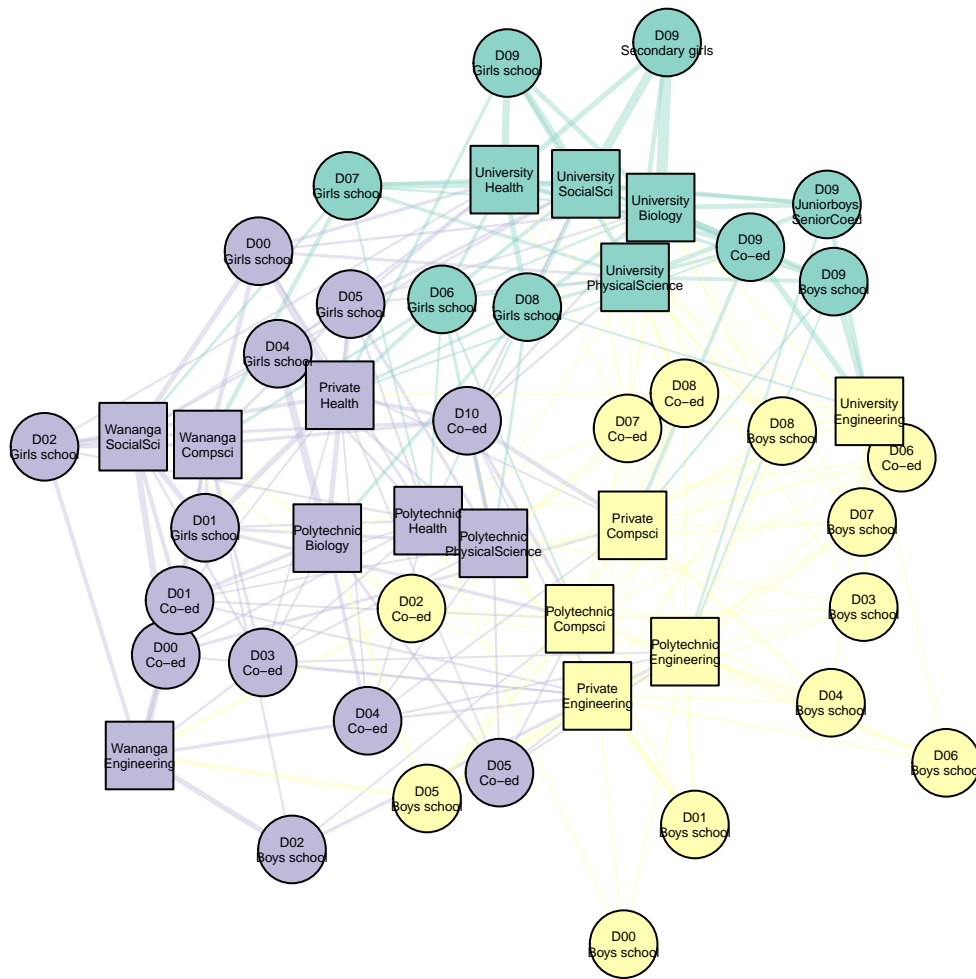 D09
Secondary girls
D09
Girls school
University
Health
University
SocialSci
University
Biology
D07
Girls school
D09
Juniorboys
SeniorCoed
D00
Girls school
D09
Co−ed
University
PhysicalScience
D09
Boys school
D05
Girls school
D06
Girls school
D08
Girls school
D04
Girls school
Private
Health
D08
Co−ed
D10
Co−ed
D07
Co−ed
D08
Boys school
University
Engineering
D02
Girls school
Wananga
SocialSci
Wananga
Compsci
D06
Co−ed
D01
Girls school
Polytechnic
Biology
Polytechnic
Health
Polytechnic
PhysicalScience
Private
Compsci
D07
Boys school
D01
Co−ed
D02
Co−ed
Polytechnic
Compsci
D03
Boys school
D00
Co−ed
D03
Co−ed
Polytechnic
Engineering
D04
Co−ed
Private
Engineering
D04
Boys school
Wananga
Engineering
D05
Co−ed
D06
Boys school
D05
Boys school
D01
Boys school
D02
Boys school
D00
Boys school